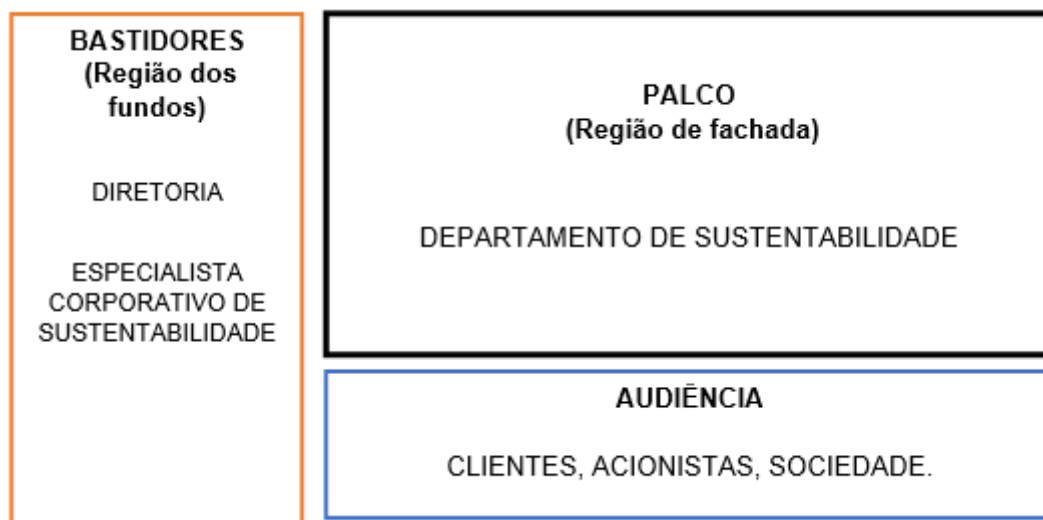 BASTIDORES
(Região dos
fundos)
DIRETORIA
ESPECIALISTA
CORPORATIVO DE
SUSTENTABILIDADE
PALCO
(Região de fachada)
DEPARTAMENTO DE SUSTENTABILIDADE
AUDIÊNCIA
CLIENTES, ACIONISTAS, SOCIEDADE.